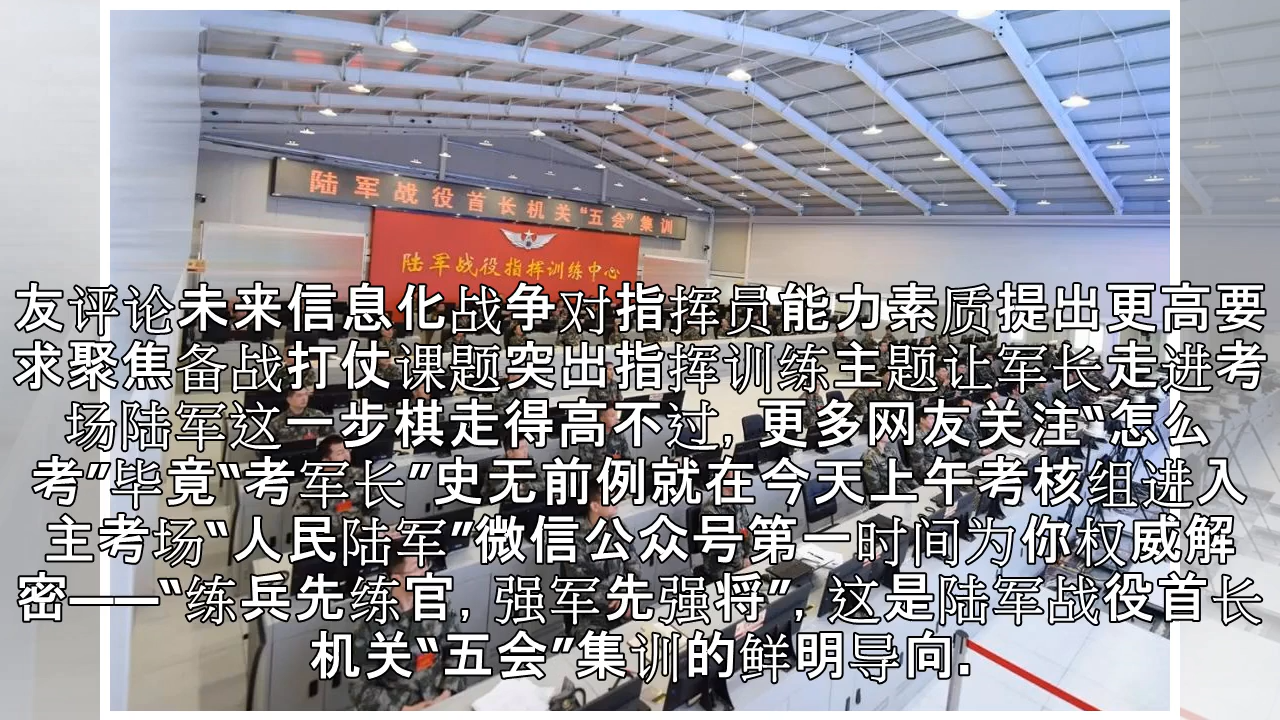 陆军战役首长机关“五会”集训
陆军战役指挥训练中心
友评论未来信息化战争对指挥员能力素质提出更高要
求聚焦备战打仗课题突出指挥训练主题让军长走进考
场陆军这一步棋走得高不过, 更多网友关注“怎么
考”毕竟“考军长”史无前例就在今天上午考核组进入
主考场“人民陆军”微信公众号第一时间为你权威解
密——“练兵先练官, 强军先强将”, 这是陆军战役首长
机关“五会”集训的鲜明导向.